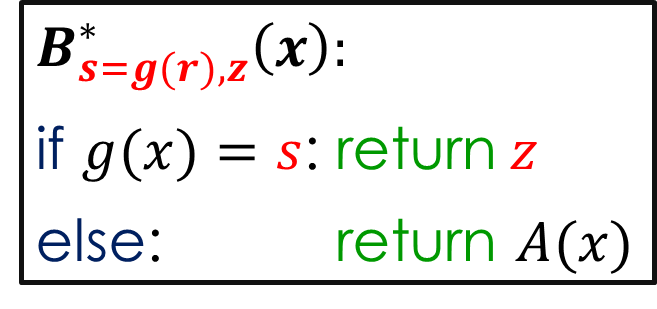 B*s=g(r),z(x):
if g(x) = s: return z
else: return A(x)